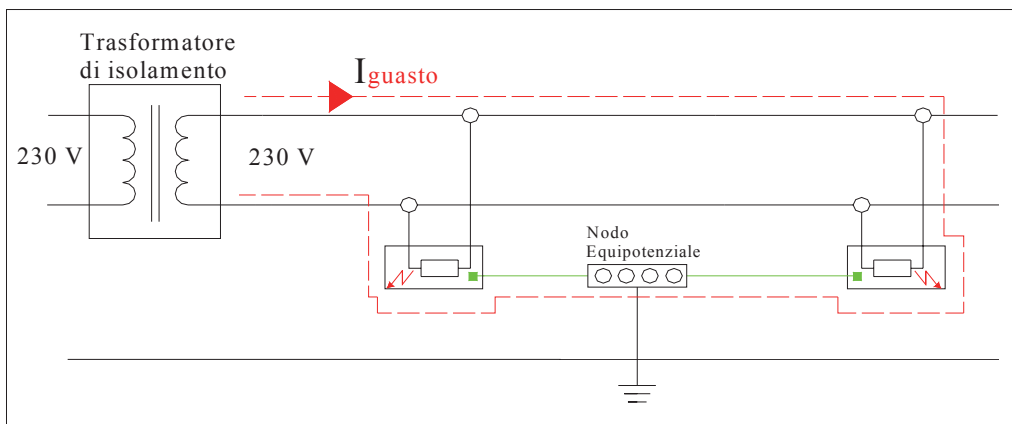 Trasformatore
di isolamento
Iguasto
230 V
230 V
Nodo
Equipotenziale